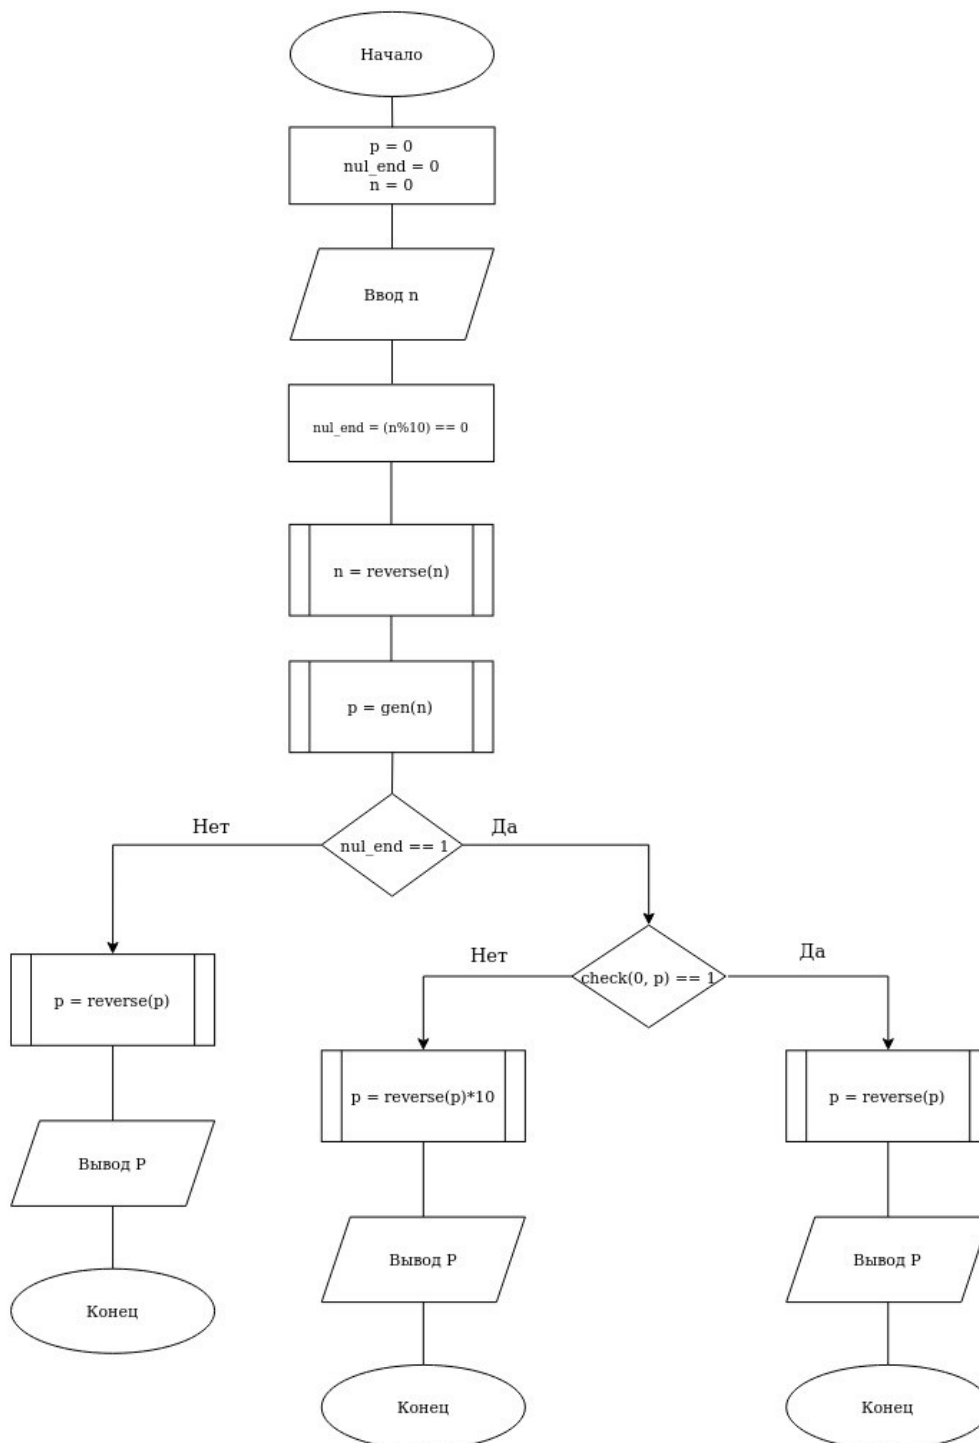 Начало
p = 0
nul_end = 0
n = 0
Ввод n
nul_end = (n%10) == 0
n = reverse(n)
p = gen(n)
Нет
Да
nul_end == 1
Нет
Да
check(0, p) == 1
p = reverse(p)
p = reverse(p)*10
p = reverse(p)
Вывод P
Вывод P
Вывод P
Конец
Конец
Конец